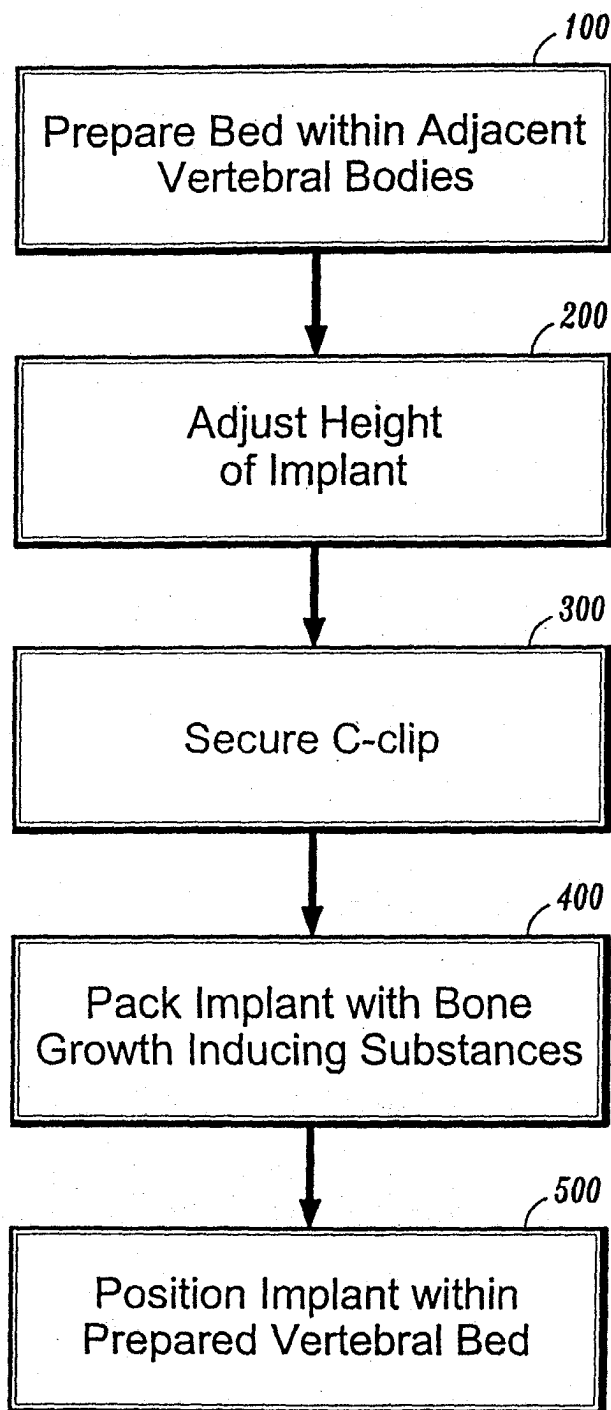 100
Prepare Bed within Adjacent
Vertebral Bodies
200
Adjust Height
of Implant
300
Secure C-clip
400
Pack Implant with Bone
Growth Inducing Substances
500
Position Implant within
Prepared Vertebral Bed